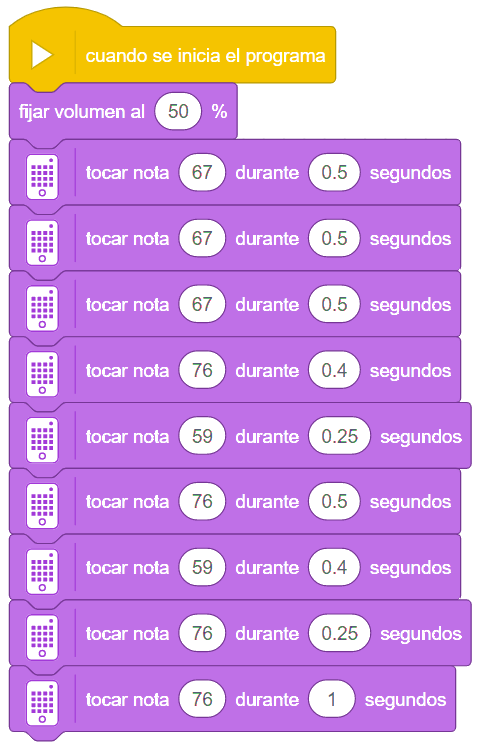 cuando se inicia el programa
fijar volumen al 50 %
tocar nota 67 durante 0.5 segundos
tocar nota 67 durante 0.5 segundos
tocar nota 67 durante 0.5 segundos
tocar nota 76 durante 0.4 segundos
tocar nota 59 durante 0.25 segundos
tocar nota 76 durante 0.5 segundos
tocar nota 59 durante 0.4 segundos
tocar nota 76 durante 0.25 segundos
tocar nota 76 durante 1 segundos